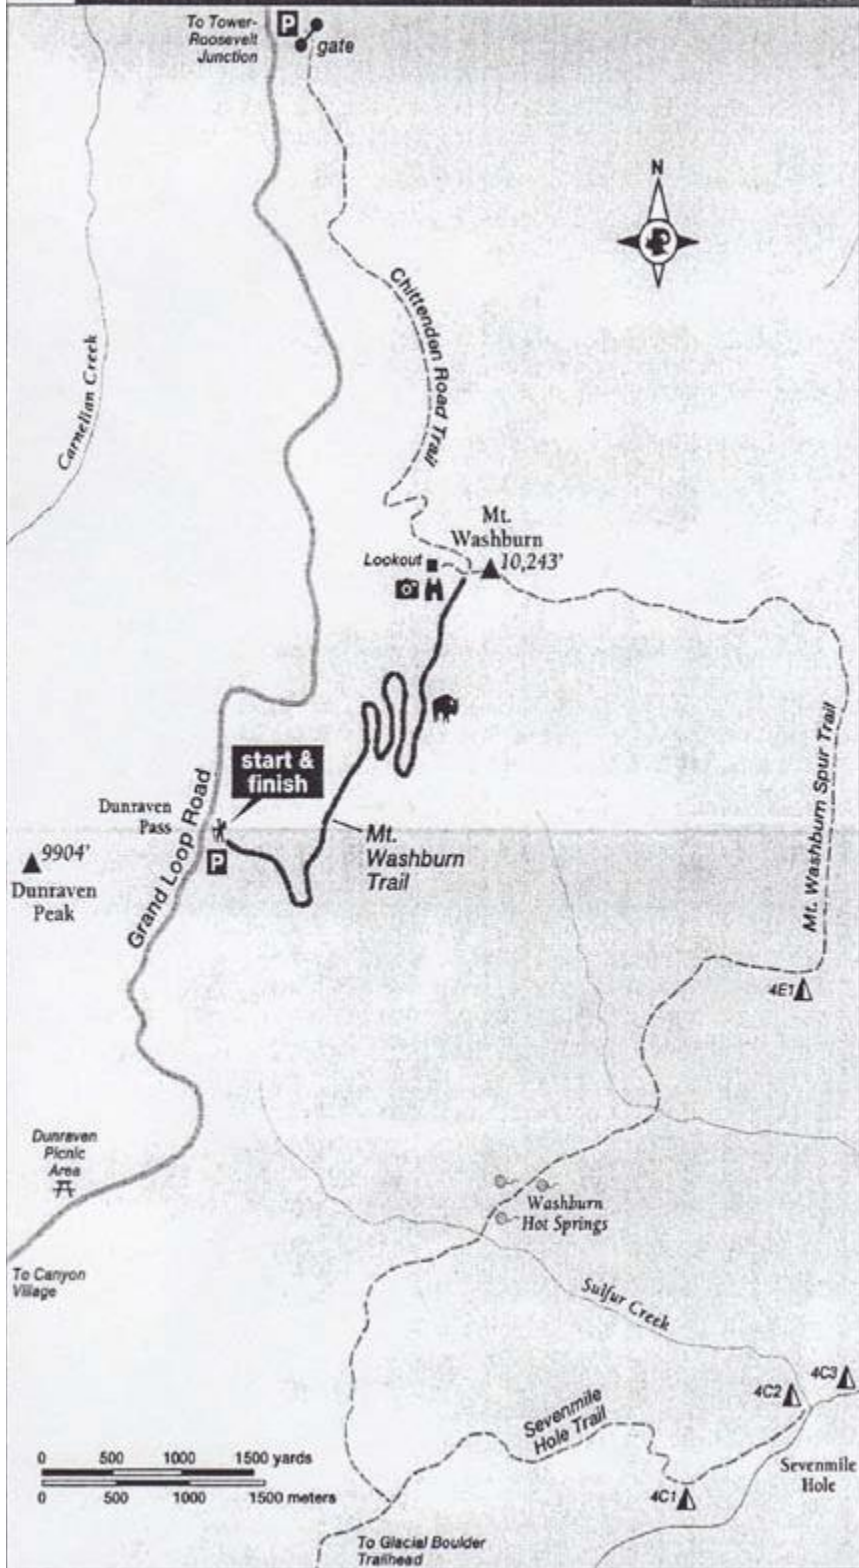 To Tower-
Roosevelt
Junction
P
gate
N
Chittenden Road Trail
Carnelian Creek
Mt.
Washburn
10,243'
Lookout
start &
finish
Dunraven
Pass
P
Grand Loop Road
Mt.
Washburn
Trail
9904'
Dunraven
Peak
Mt. Washburn Spur Trail
4E1
Dunraven
Picnic
Area
Washburn
Hot Springs
To Canyon
Village
Sulfur Creek
4C3
4C2
Sevenmile
Hole Trail
Sevenmile
Hole
0 500 1000 1500 yards
0 500 1000 1500 meters
4C1
To Glacial Boulder
Trailhead